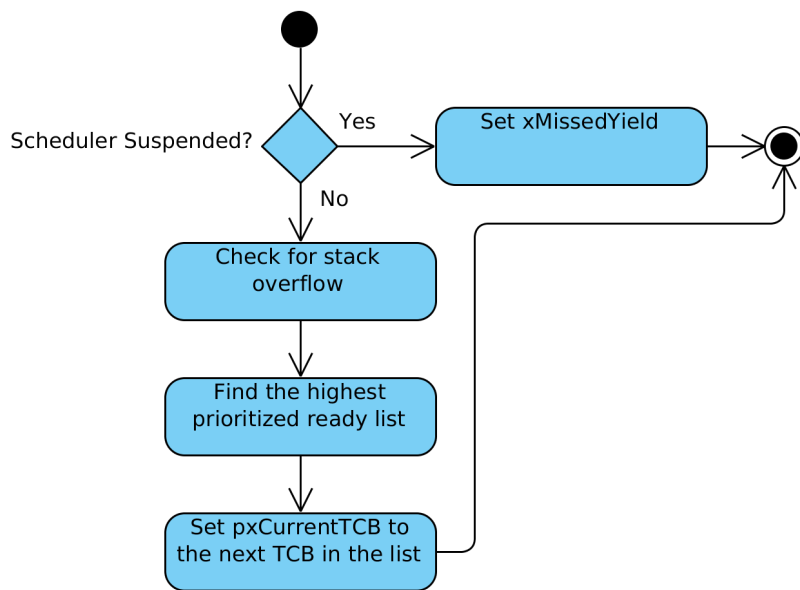 Scheduler Suspended?
Yes
Set xMissedYield
No
Check for stack
overflow
Find the highest
prioritized ready list
Set pxCurrentTCB to
the next TCB in the list